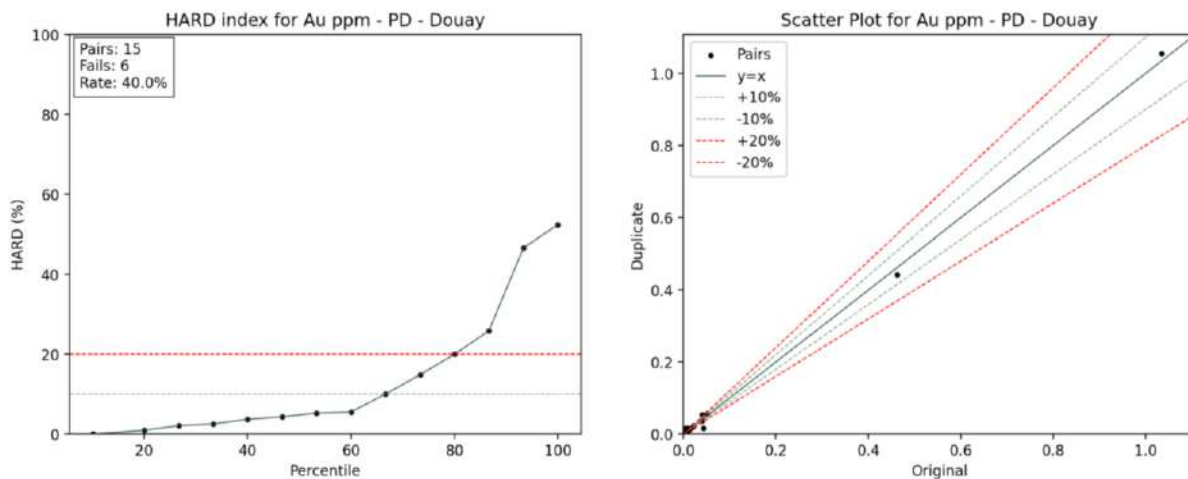 HARD index for Au ppm - PD - Douay
Pairs: 15
Fails: 6
Rate: 40.0%
100
80
60
40
20
0
HARD (%)
20
40
60
80
100
Percentile
Scatter Plot for Au ppm - PD - Douay
Pairs
y=x
+10%
-10%
+20%
-20%
1.0
0.8
0.6
0.4
0.2
0.0
Duplicate
0.0
0.2
0.4
0.6
0.8
1.0
Original